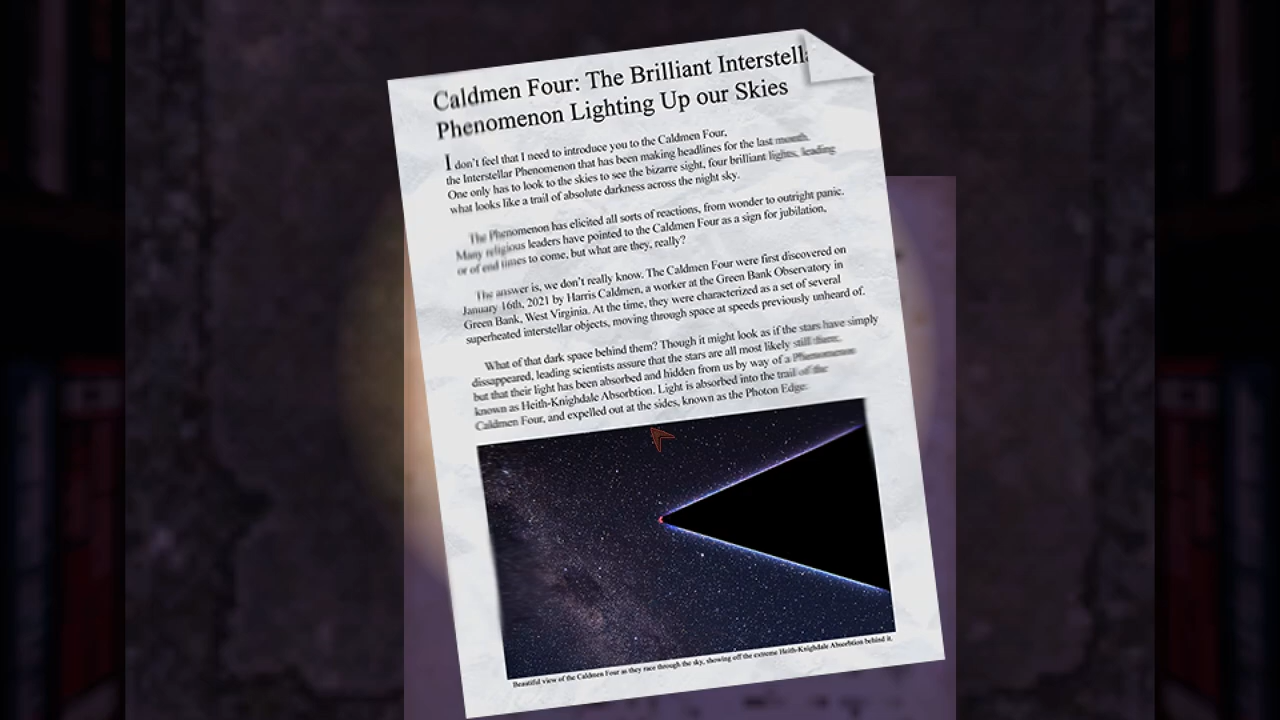 Caldmen Four: The Brilliant Interstell
Phenomenon Lighting Up our Skies
I don't feel that I need to introduce you to the Caldmen Four,
the Interstellar Phenomenon that has been making headlines for the last month.
One only has to look to the skies to see the bizarre sight, four brilliant lights, leading
what looks like a trail of absolute darkness across the night sky.
The Phenomenon has elicited all sorts of reactions, from wonder to outright panic.
Many religious leaders have pointed to the Caldmen Four as a sign for jubilation,
or of end times to come, but what are they, really?
The answer is, we don't really know. The Caldmen Four were first discovered on
January 16th, 2021 by Harris Caldmen, a worker at the Green Bank Observatory in
Green Bank, West Virginia. At the time, they were characterized as a set of several
superheated interstellar objects, moving through space at speeds previously unheard of.
What of that dark space behind them? Though it might look as if the stars have simply
dissappeared, leading scientists assure that the stars are all most likely still there,
but that their light has been absorbed and hidden from us by way of a Phenomenon
known as Heith-Knighdale Absorbtion. Light is absorbed into the trail of the
Caldmen Four, and expelled out at the sides, known as the Photon Edge.
Beautiful view of the Caldmen Four as they race through the sky, showing off the extreme Heith-Knighdale Absorbtion behind it.